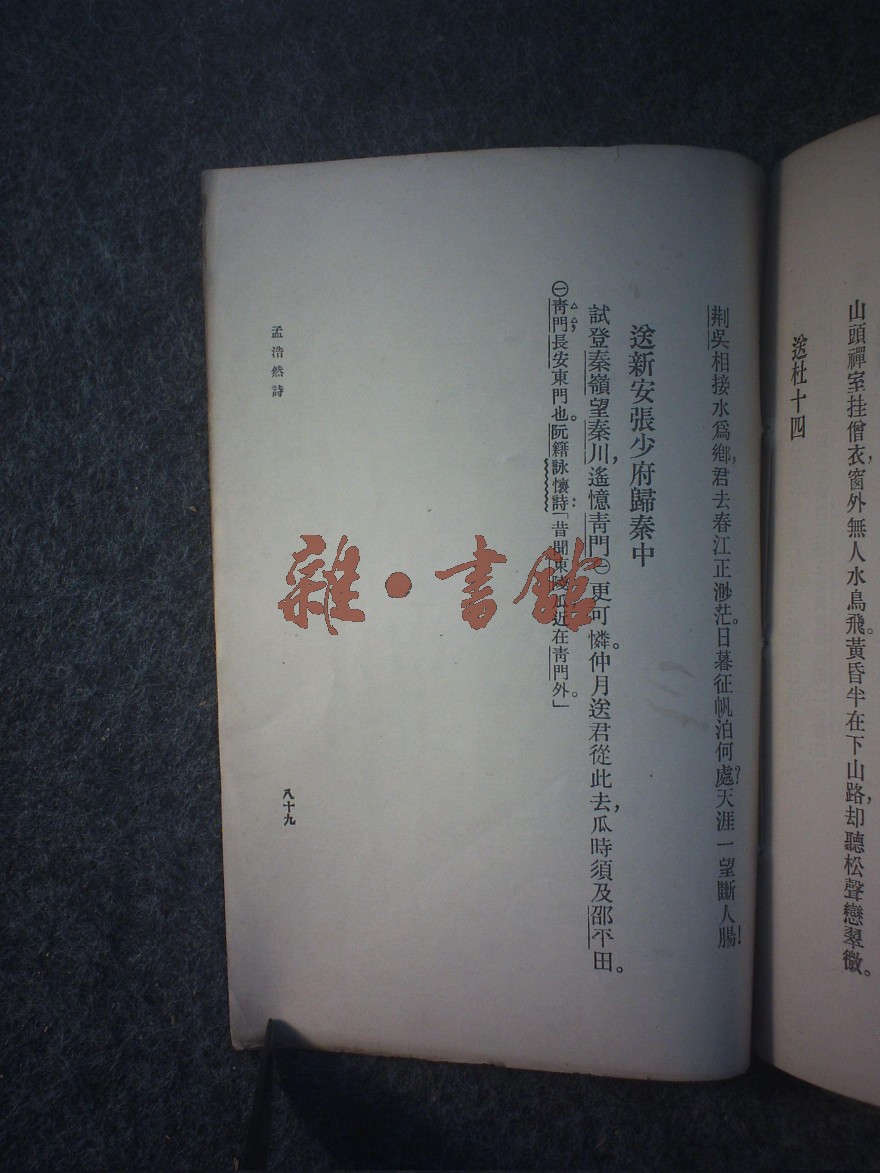 山頭禪室挂僧衣，窗外無人水鳥飛。黃昏半在下山路，却聽松聲戀翠微。
送杜十四
荆吳相接水爲鄉，君去春江正渺茫。日暮征帆泊何處？天涯一望斷人腸！
送新安張少府歸秦中
試登秦嶺望秦川，遙憶靑門㊀更可憐。仲月送君從此去，瓜時須及邵平田。
㊀靑門，長安東門也。阮籍詠懷詩：「昔聞東陵瓜近在靑門外。」
孟浩然詩
八十九
雜·書館